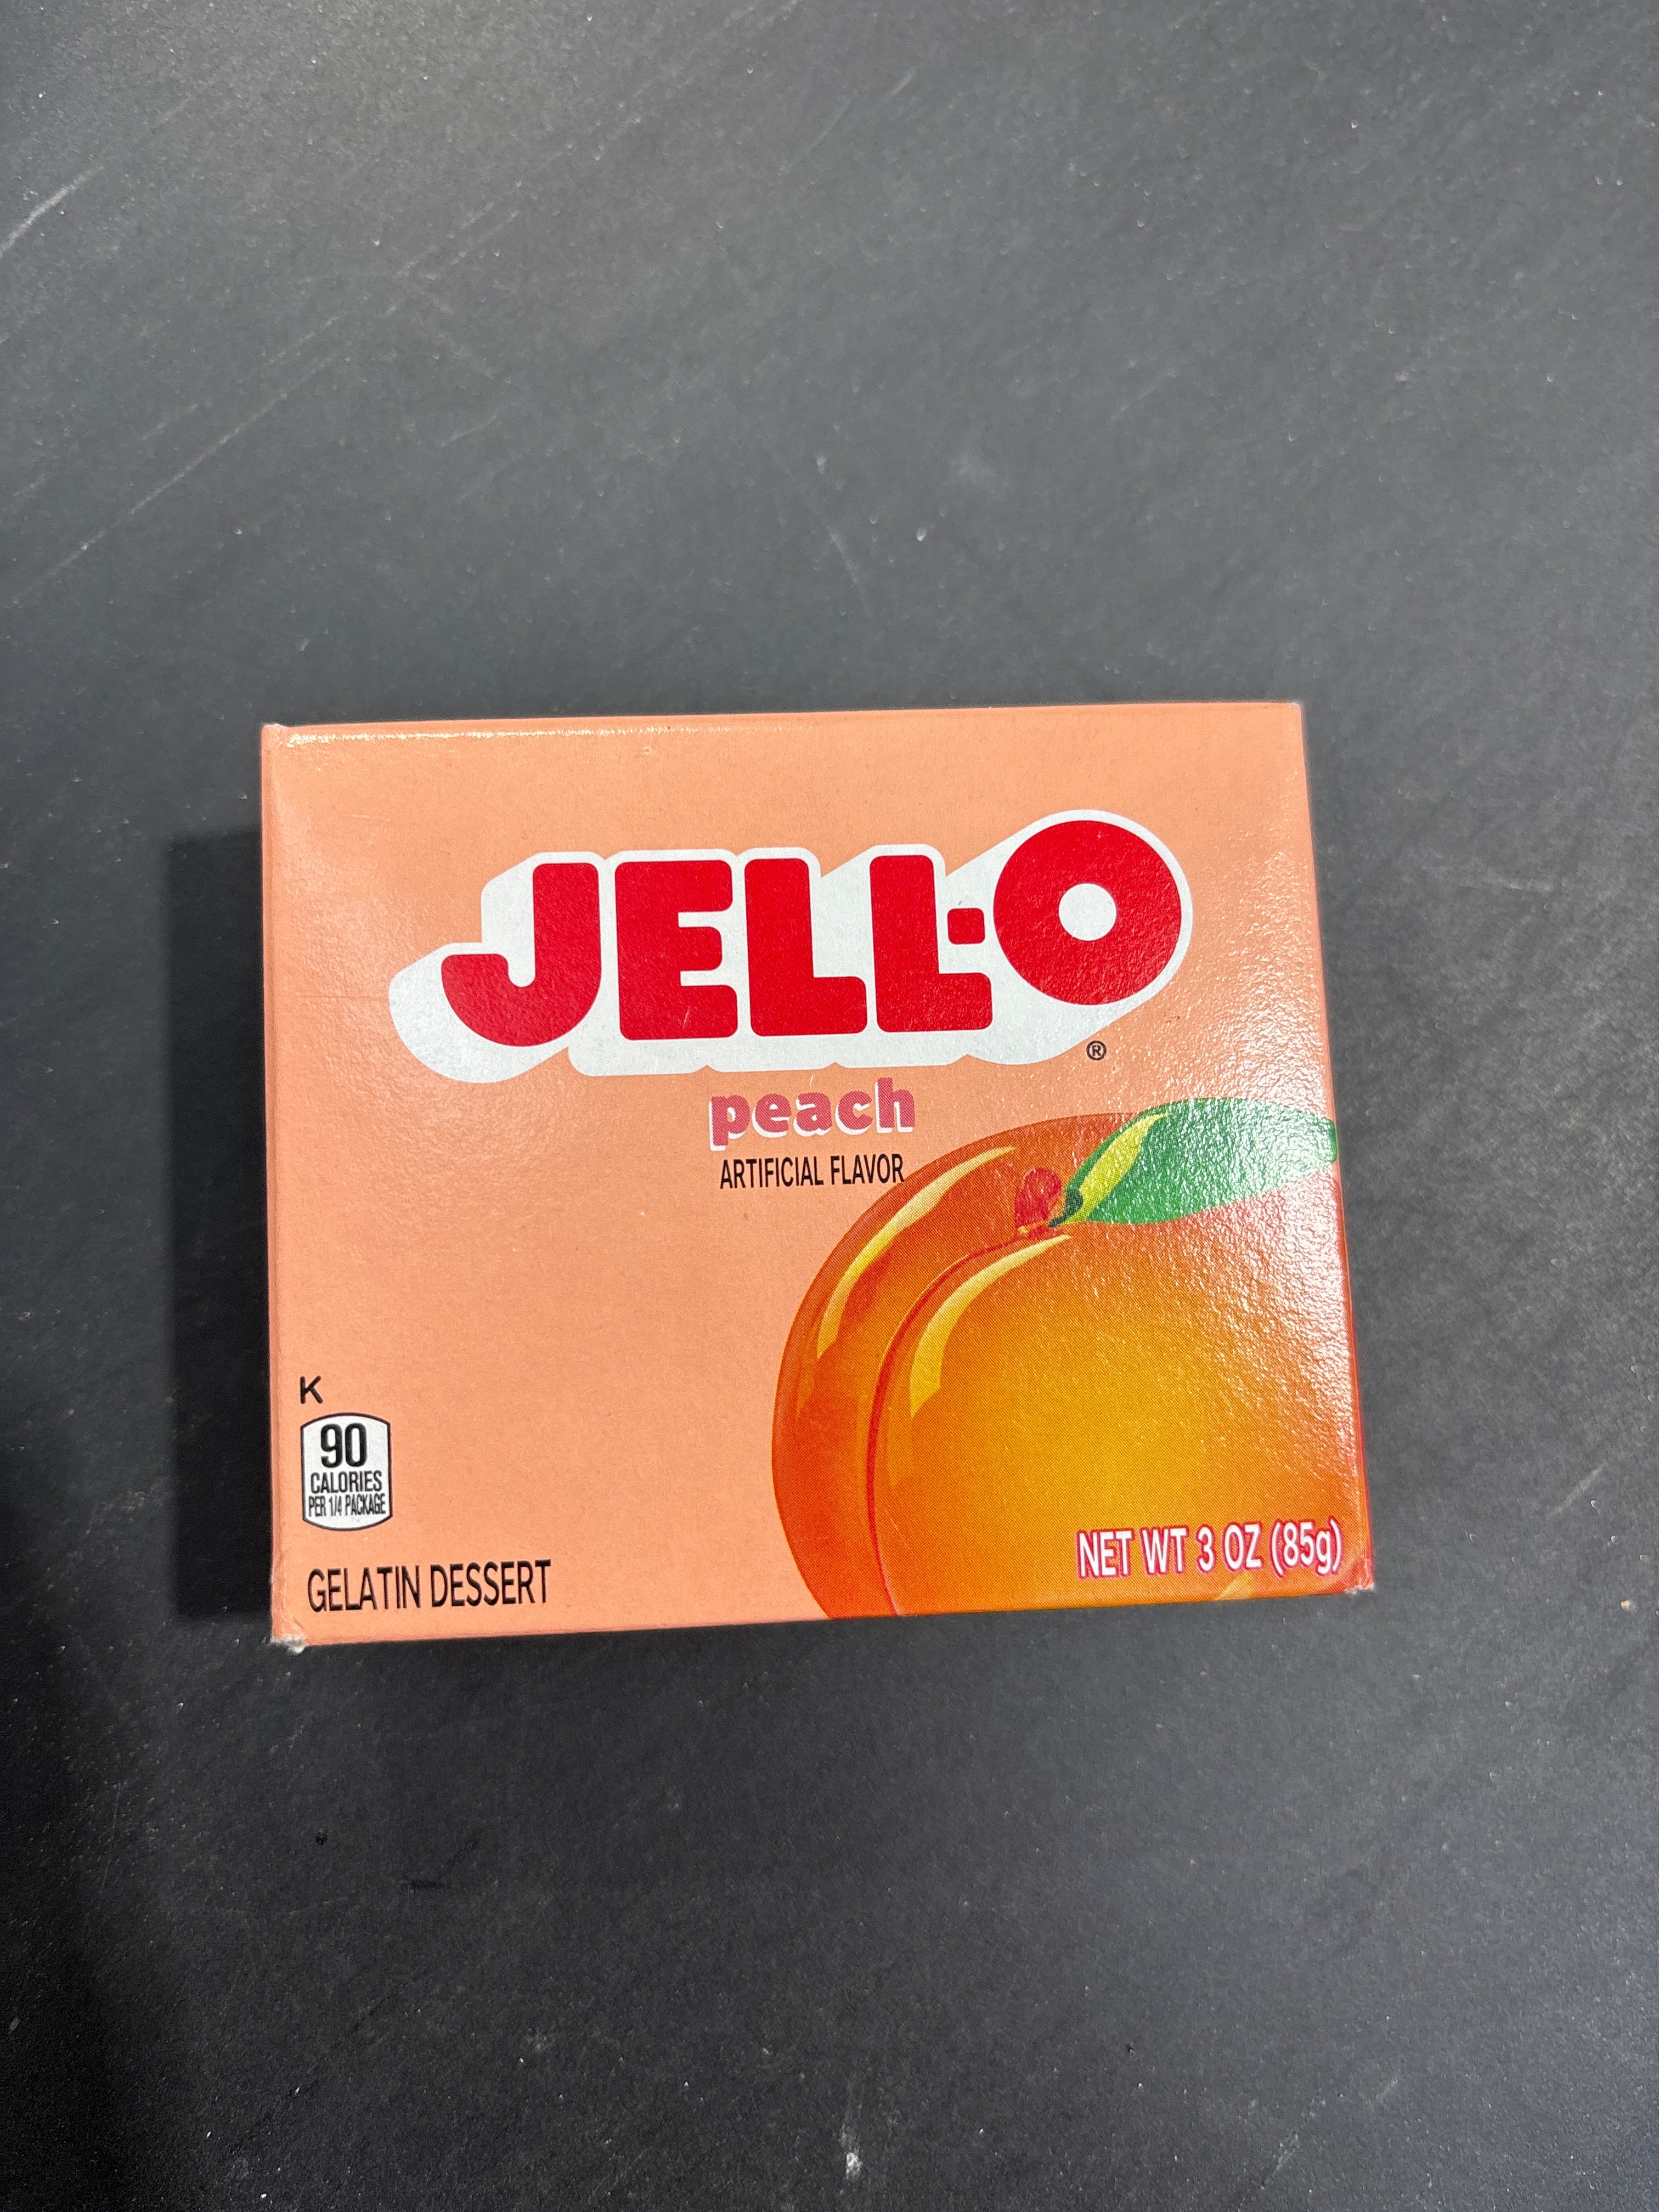 JELL-O
®
peach
ARTIFICIAL FLAVOR
K
90
CALORIES
PER 1/4 PACKAGE
GELATIN DESSERT
NET WT 3 OZ (85g)